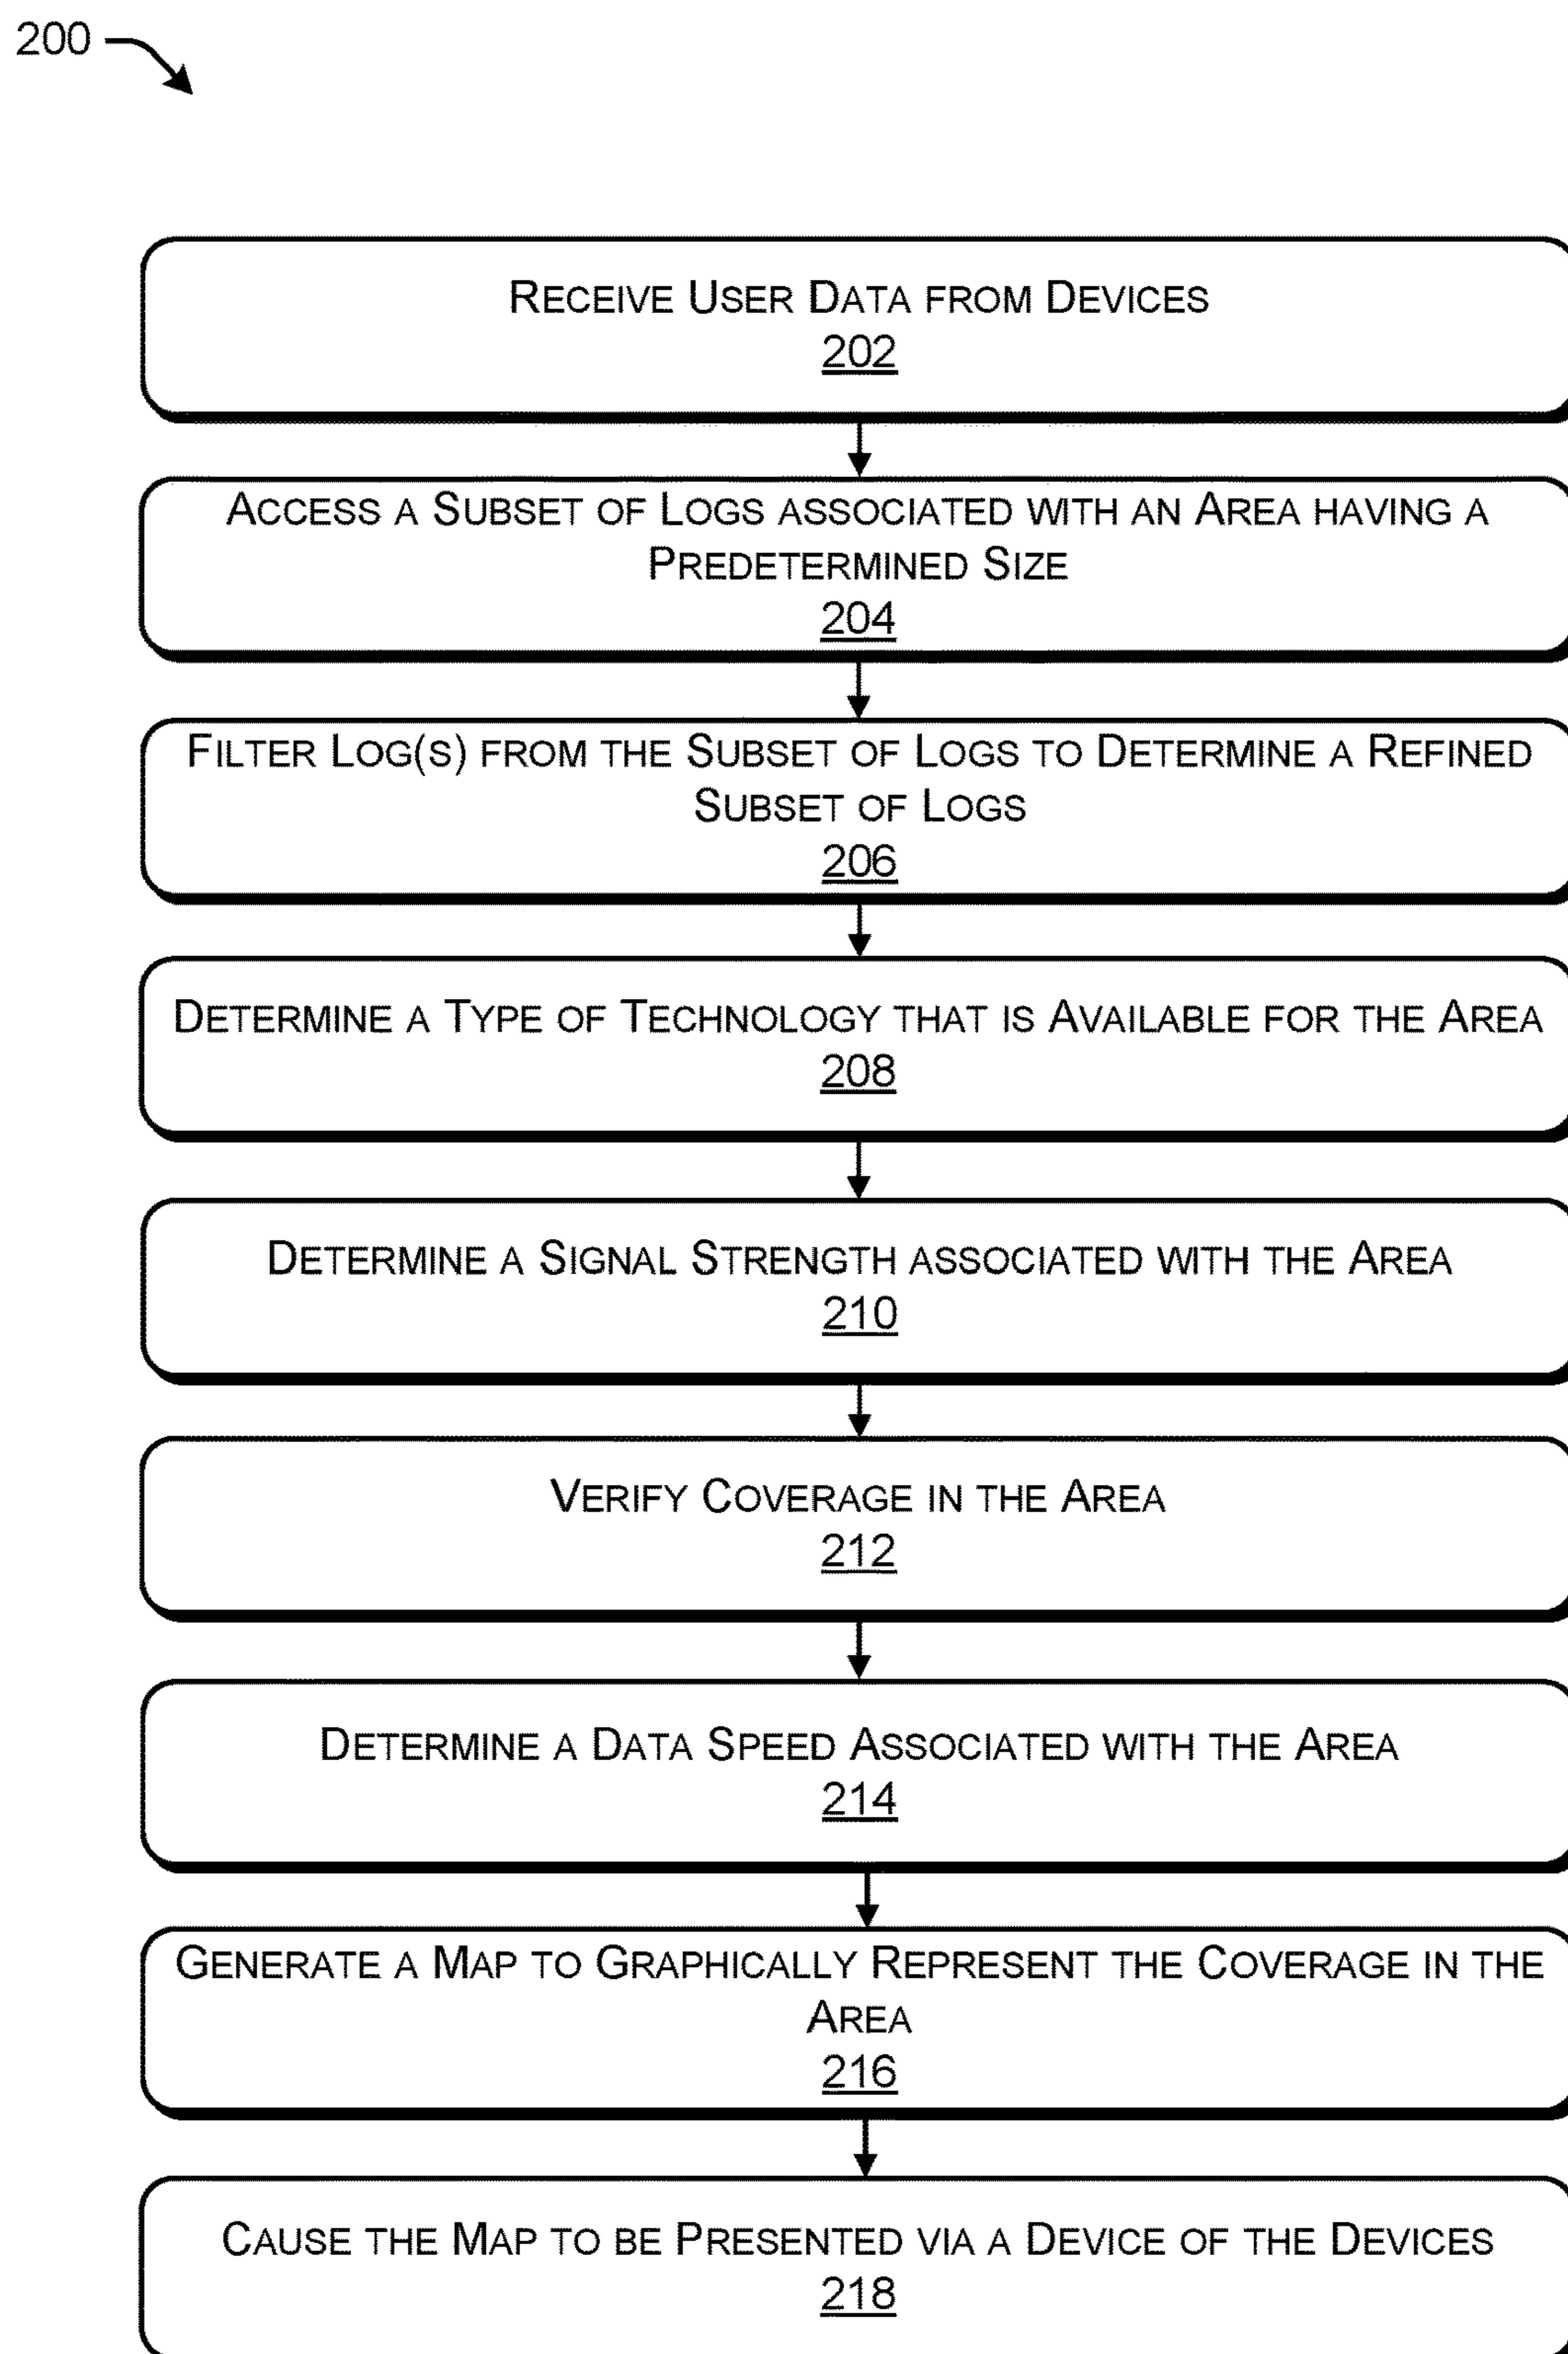 200
RECEIVE USER DATA FROM DEVICES
202
ACCESS A SUBSET OF LOGS ASSOCIATED WITH AN AREA HAVING A
PREDETERMINED SIZE
204
FILTER LOG(S) FROM THE SUBSET OF LOGS TO DETERMINE A REFINED
SUBSET OF LOGS
206
DETERMINE A TYPE OF TECHNOLOGY THAT IS AVAILABLE FOR THE AREA
208
DETERMINE A SIGNAL STRENGTH ASSOCIATED WITH THE AREA
210
VERIFY COVERAGE IN THE AREA
212
DETERMINE A DATA SPEED ASSOCIATED WITH THE AREA
214
GENERATE A MAP TO GRAPHICALLY REPRESENT THE COVERAGE IN THE
AREA
216
CAUSE THE MAP TO BE PRESENTED VIA A DEVICE OF THE DEVICES
218